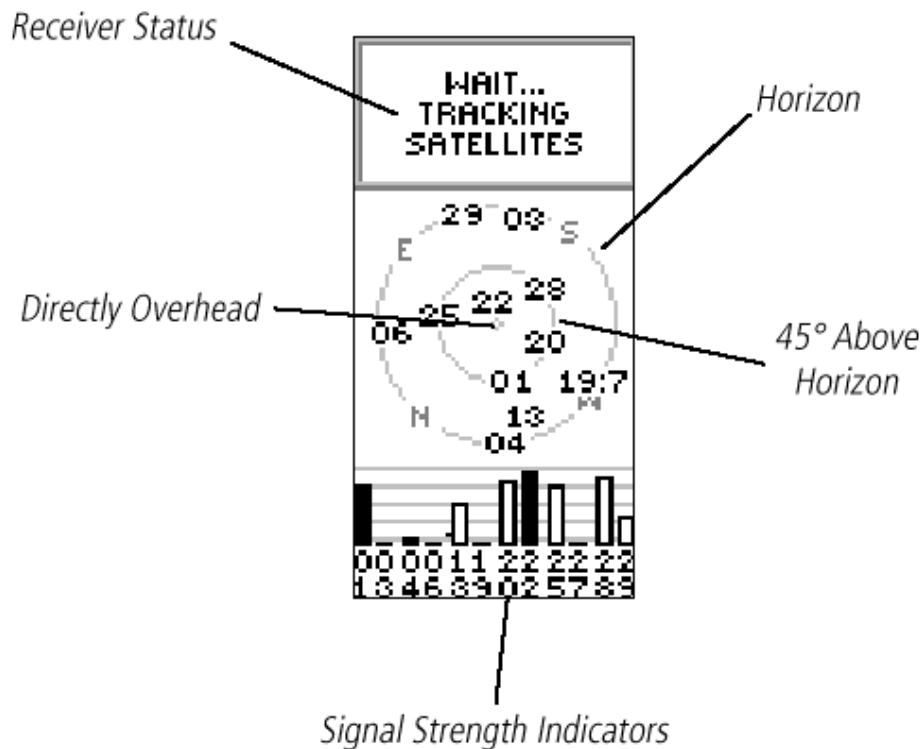 Receiver Status
WAIT...
TRACKING
SATELLITES
Horizon
29 03 S
E
28
22
25
Directly Overhead
06
20
45° Above
Horizon
01 19:7
W
N 13
04
00 00 11 22 22 22
13 46 39 02 57 89
Signal Strength Indicators